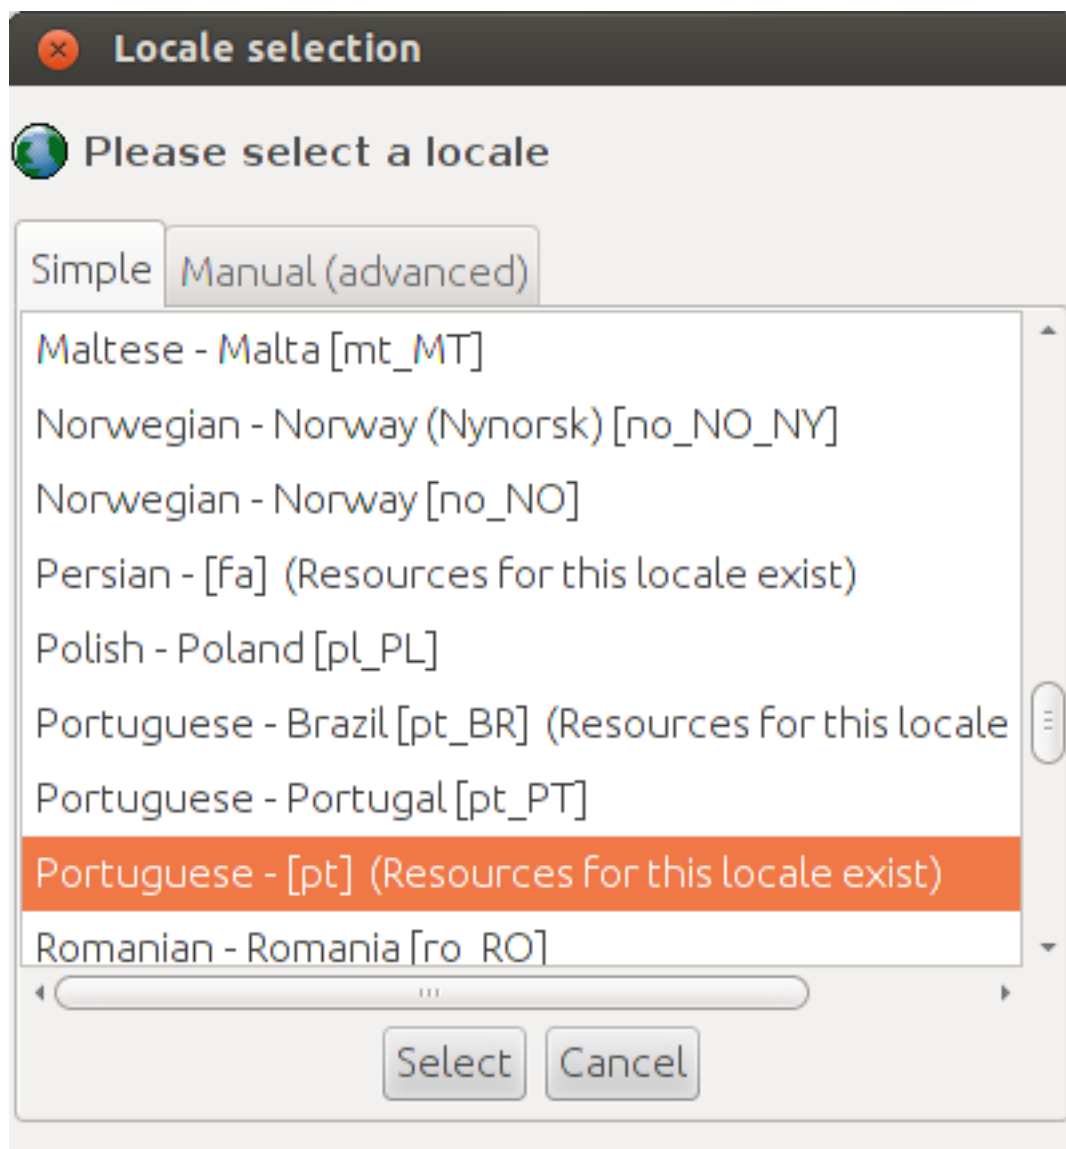 Locale selection
Please select a locale
Simple
Manual (advanced)
Maltese - Malta [mt_MT]
Norwegian - Norway (Nynorsk) [no_NO_NY]
Norwegian - Norway [no_NO]
Persian - [fa] (Resources for this locale exist)
Polish - Poland [pl_PL]
Portuguese - Brazil [pt_BR] (Resources for this locale
Portuguese - Portugal [pt_PT]
Portuguese - [pt] (Resources for this locale exist)
Romanian - Romania [ro_RO]
Select
Cancel